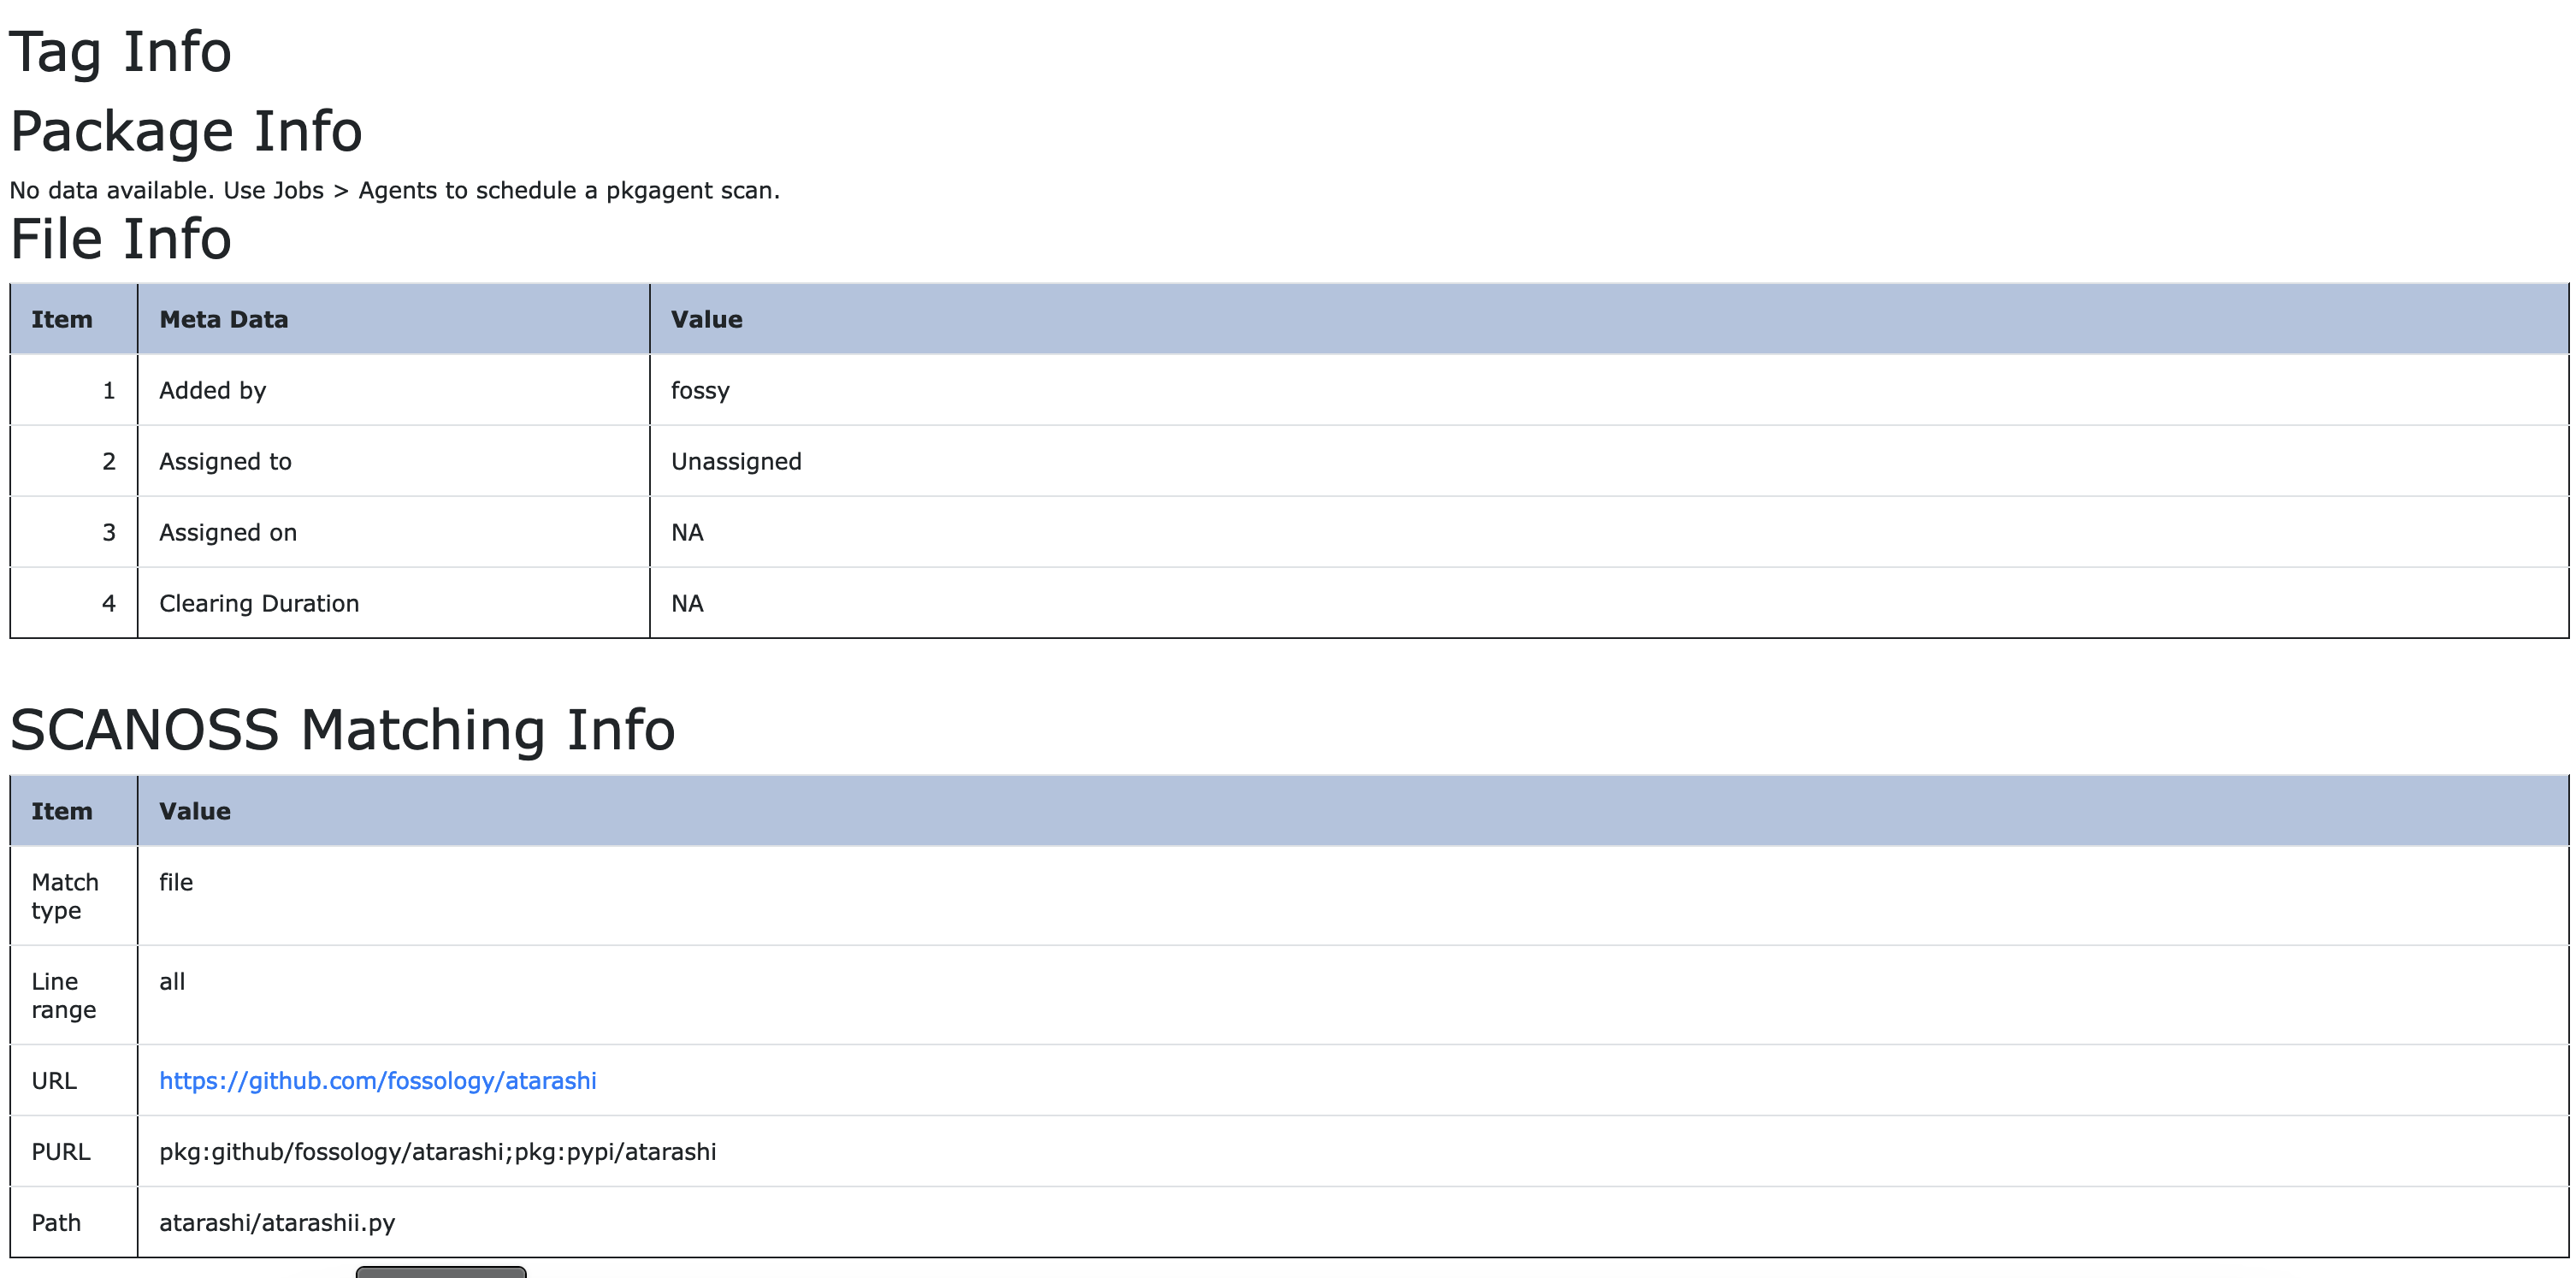 Tag Info
Package Info
No data available. Use Jobs > Agents to schedule a pkgagent scan.
File Info
Item Meta Data Value
1 Added by fossy
2 Assigned to Unassigned
3 Assigned on NA
4 Clearing Duration NA
SCANOSS Matching Info
Item Value
Match type file
Line range all
URL https://github.com/fossology/atarashi
PURL pkg:github/fossology/atarashi;pkg:pypi/atarashi
Path atarashi/atarashii.py